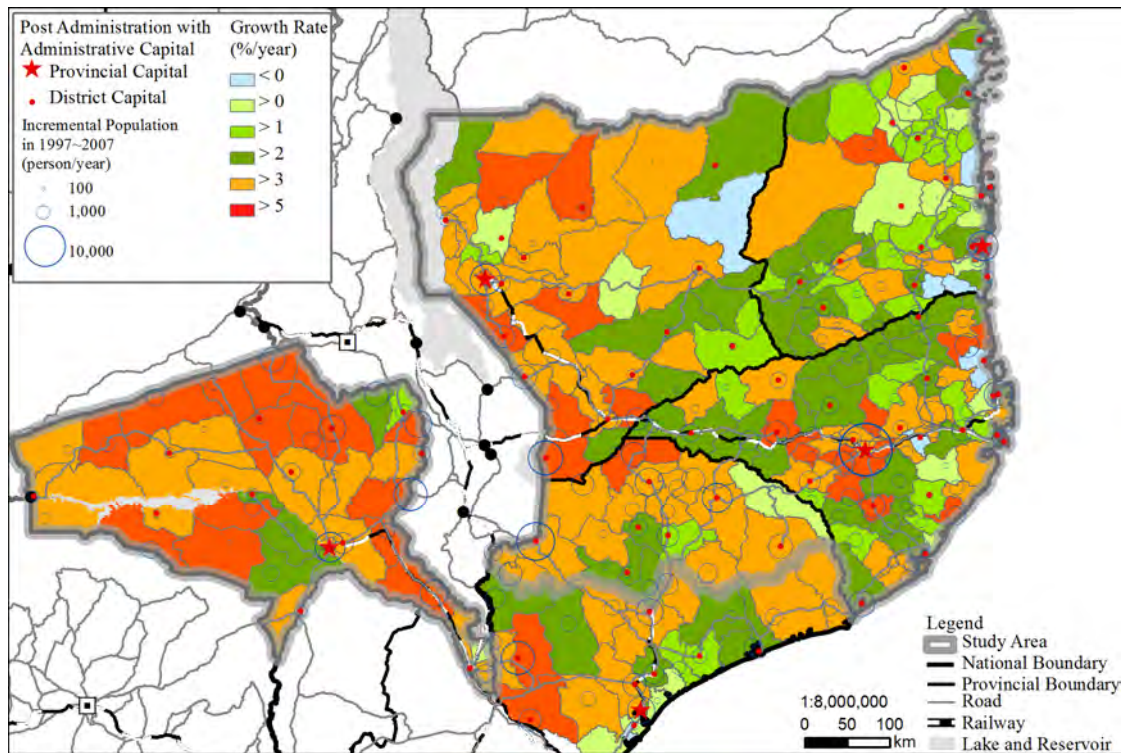 Post Administration with
Administrative Capital
Provincial Capital
District Capital
Incremental Population
in 1997~2007
(person/year)
100
1,000
10,000
Growth Rate
(%/year)
< 0
> 0
> 1
> 2
> 3
> 5
Legend
Study Area
National Boundary
Provincial Boundary
Road
Railway
Lake and Reservoir
1:8,000,000
0 50 100
km